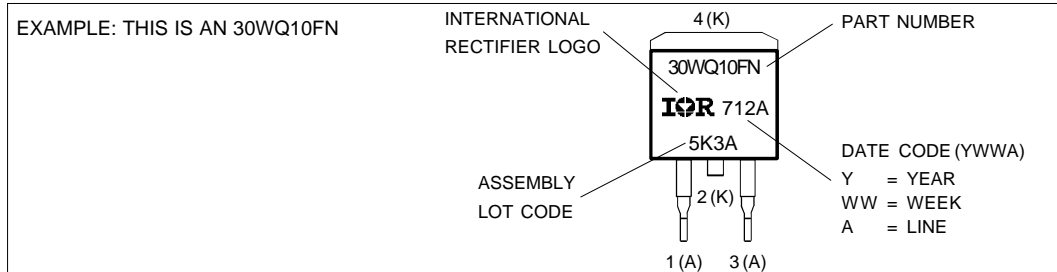 EXAMPLE: THIS IS AN 30WQ10FN
INTERNATIONAL
RECTIFIER LOGO
4 (K)
PART NUMBER
30WQ10FN
IOR 712A
5K3A
ASSEMBLY
LOT CODE
2 (K)
1 (A) 3 (A)
DATE CODE (YWWA)
Y = YEAR
WW = WEEK
A = LINE